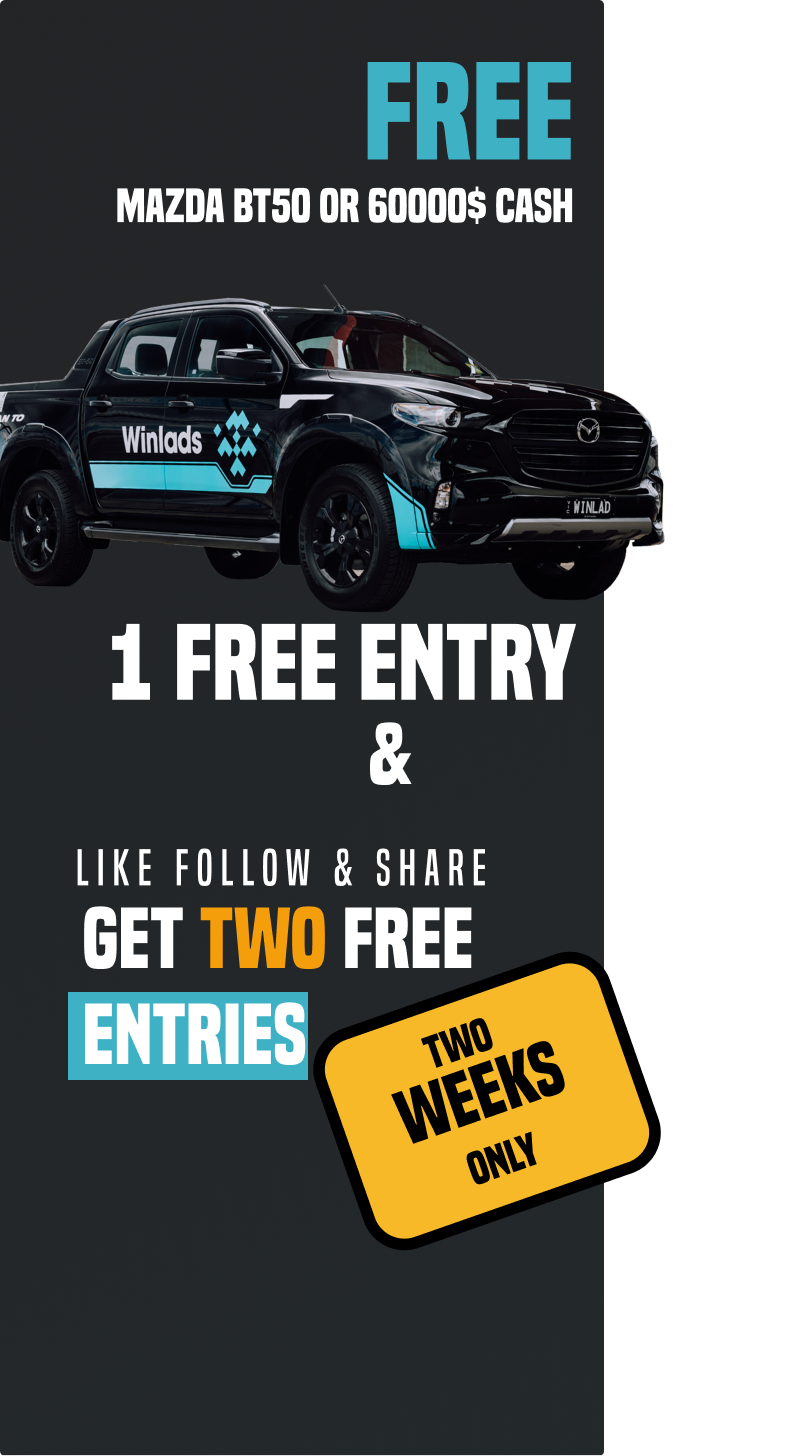 FREE
MAZDA BT50 OR 60000$ CASH
Winlads
WINLAD
1 FREE ENTRY
&
LIKE FOLLOW & SHARE
GET TWO FREE
ENTRIES
TWO
WEEKS
ONLY